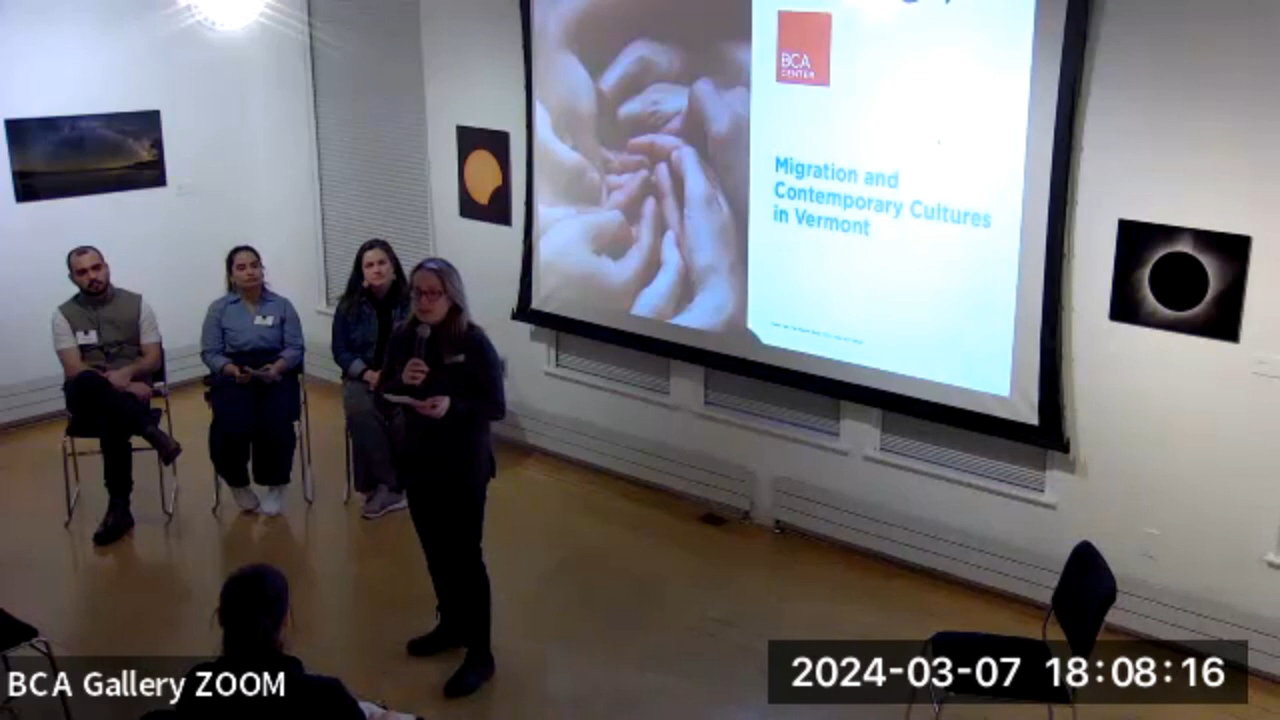 BCA
CENTER
Migration and
Contemporary Cultures
in Vermont
BCA Gallery ZOOM
2024-03-07 18:08:16